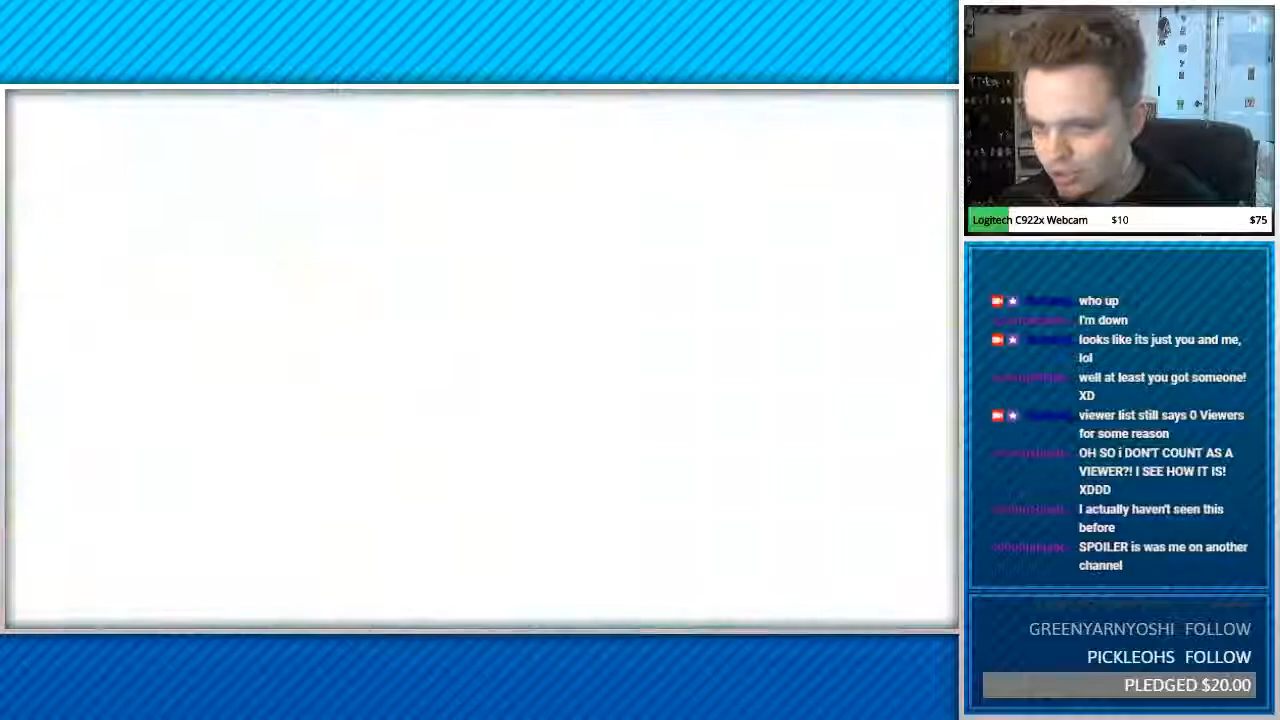 Logitech C922x Webcam $10 $75
who up
I'm down
looks like its just you and me,
lol
well at least you got someone!
XD
viewer list still says 0 Viewers
for some reason
OH SO i DON'T COUNT AS A
VIEWER?! I SEE HOW IT IS!
XDDD
I actually haven't seen this
before
SPOILER is was me on another
channel
GREENYARNYOSHI FOLLOW
PICKLEOHS FOLLOW
PLEDGED $20.00